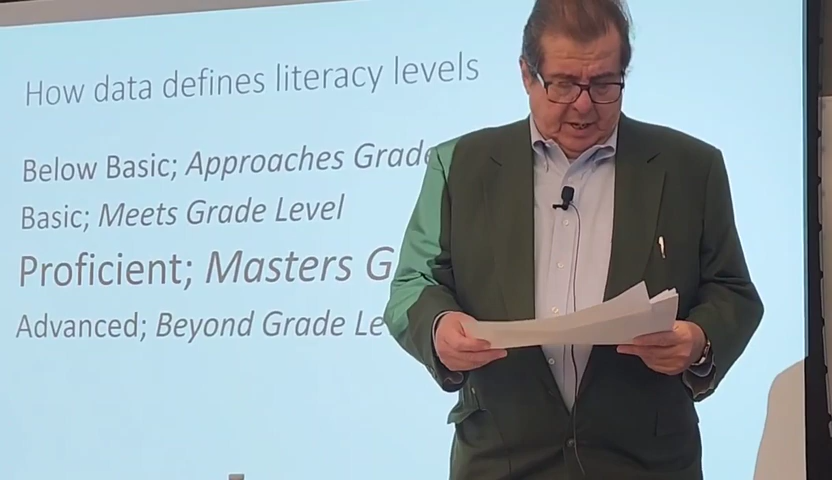 How data defines literacy levels
Below Basic; Approaches Grade
Basic; Meets Grade Level
Proficient; Masters G
Advanced; Beyond Grade Le